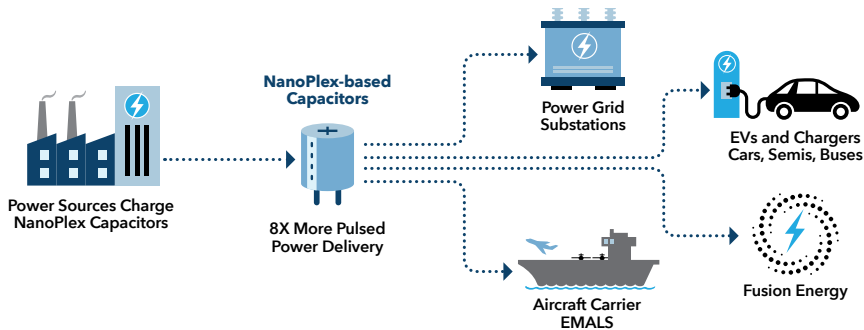 Power Sources Charge
NanoPlex Capacitors
NanoPlex-based
Capacitors
8X More Pulsed
Power Delivery
Power Grid
Substations
EVs and Chargers
Cars, Semis, Buses
Aircraft Carrier
EMALS
Fusion Energy